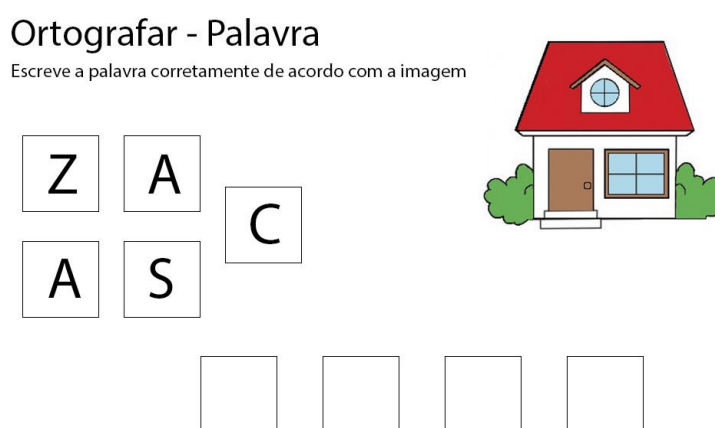 Ortografar - Palavra
Escreve a palavra corretamente de acordo com a imagem
Z A
C
A S